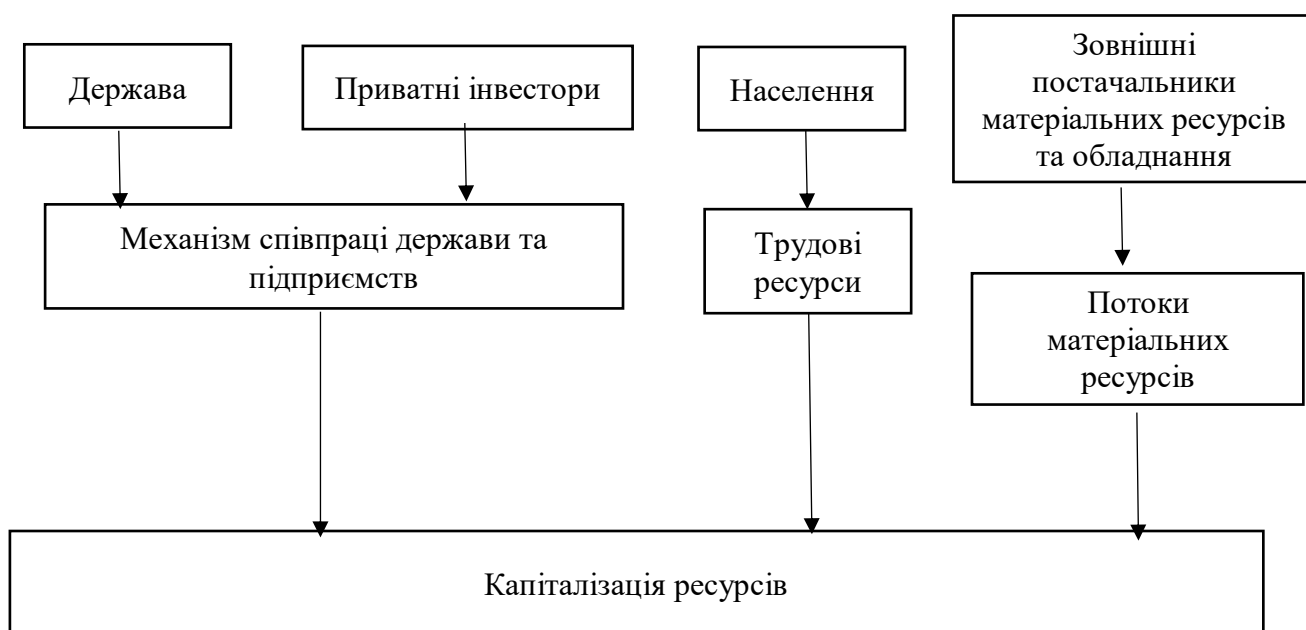 Держава
Приватні інвестори
Населення
Зовнішні
постачальники
матеріальних ресурсів
та обладнання
Механізм співпраці держави та
підприємств
Трудові
ресурси
Потоки
матеріальних
ресурсів
Капіталізація ресурсів